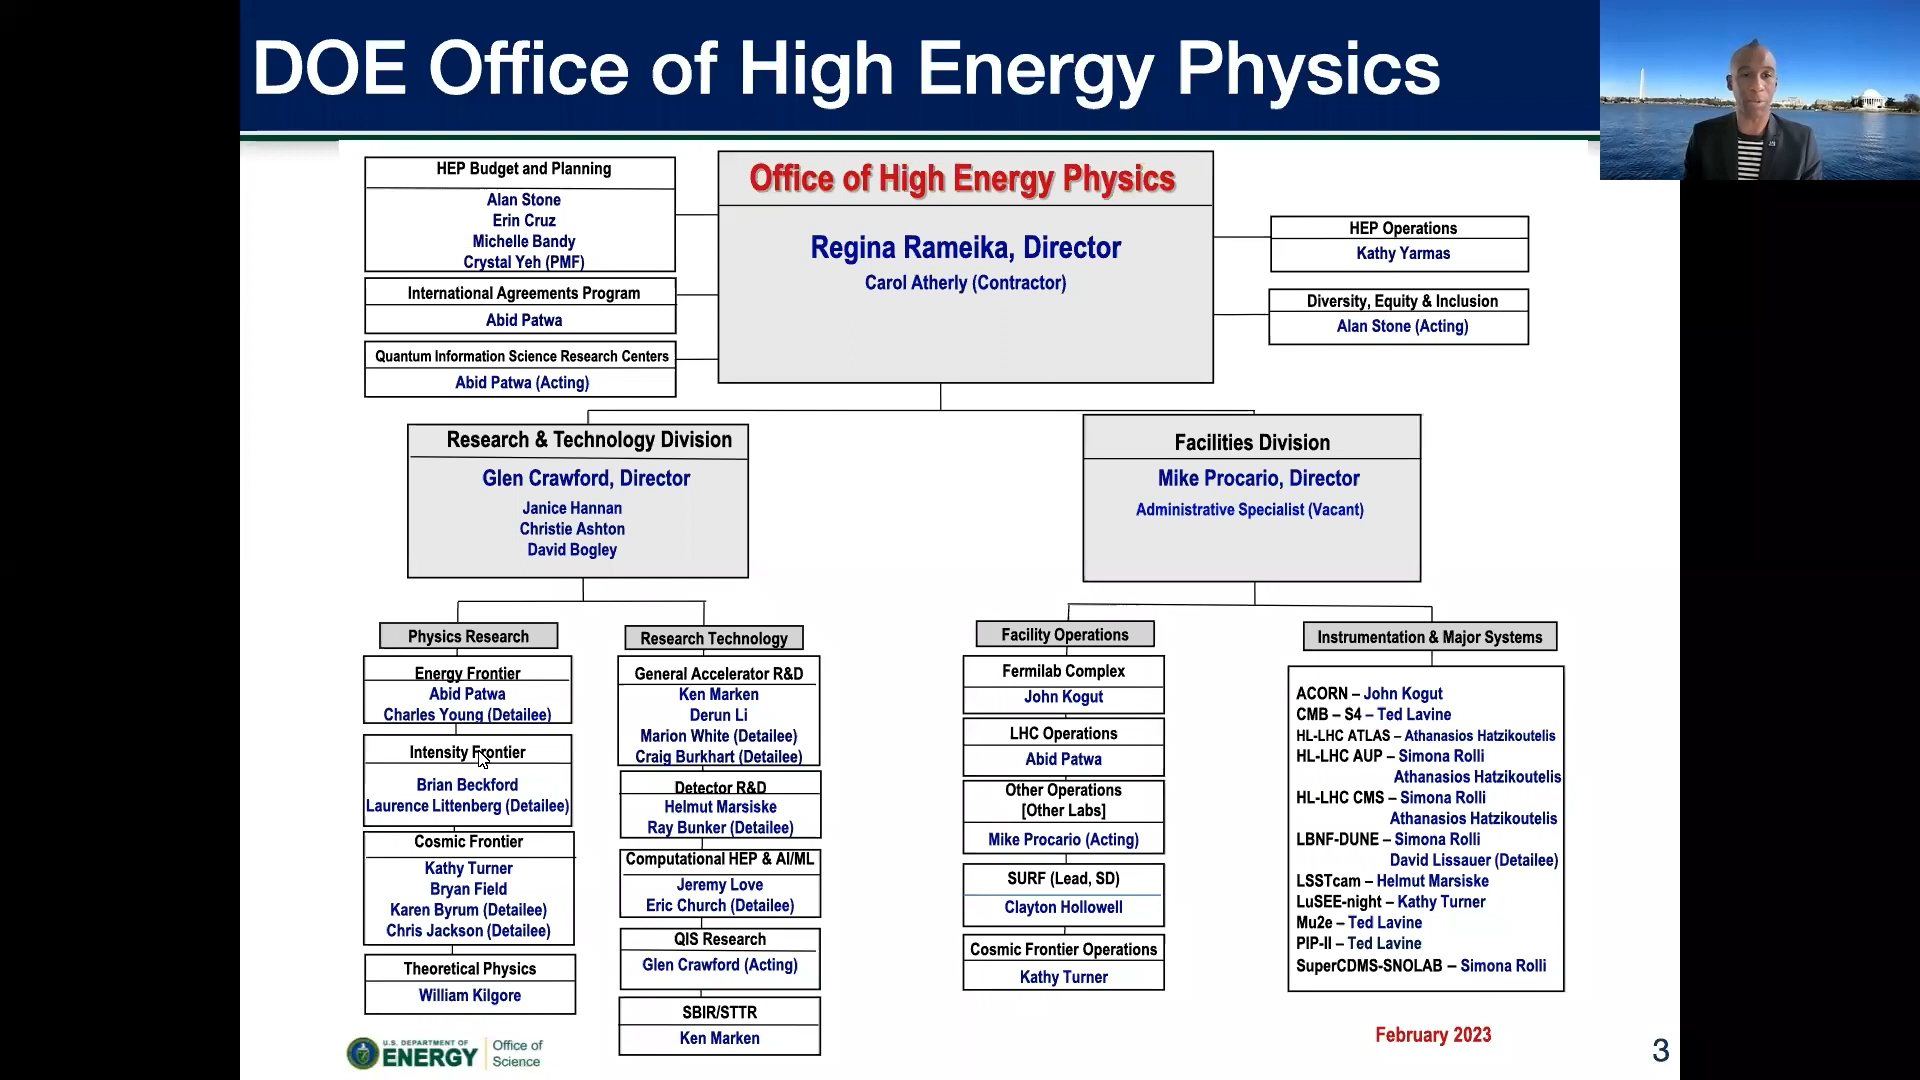 DOE Office of High Energy Physics
HEP Budget and Planning
Alan Stone
Erin Cruz
Michelle Bandy
Crystal Yeh (PMF)
International Agreements Program
Abid Patwa
Quantum Information Science Research Centers
Abid Patwa (Acting)
Office of High Energy Physics
Regina Rameika, Director
Carol Atherly (Contractor)
HEP Operations
Kathy Yarmas
Diversity, Equity & Inclusion
Alan Stone (Acting)
Research & Technology Division
Glen Crawford, Director
Janice Hannan
Christie Ashton
David Bogley
Facilities Division
Mike Procario, Director
Administrative Specialist (Vacant)
Physics Research
Energy Frontier
Abid Patwa
Charles Young (Detailee)
Intensity Frontier
Brian Beckford
Laurence Littenberg (Detailee)
Cosmic Frontier
Kathy Turner
Bryan Field
Karen Byrum (Detailee)
Chris Jackson (Detailee)
Theoretical Physics
William Kilgore
Research Technology
General Accelerator R&D
Ken Marken
Derun Li
Marion White (Detailee)
Craig Burkhart (Detailee)
Detector R&D
Helmut Marsiske
Ray Bunker (Detailee)
Computational HEP & AI/ML
Jeremy Love
Eric Church (Detailee)
QIS Research
Glen Crawford (Acting)
SBIR/STTR
Ken Marken
Facility Operations
Fermilab Complex
John Kogut
LHC Operations
Abid Patwa
Other Operations
[Other Labs]
Mike Procario (Acting)
SURF (Lead, SD)
Clayton Hollowell
Cosmic Frontier Operations
Kathy Turner
Instrumentation & Major Systems
ACORN – John Kogut
CMB – S4 – Ted Lavine
HL-LHC ATLAS – Athanasios Hatzikoutelis
HL-LHC AUP – Simona Rolli
Athanasios Hatzikoutelis
HL-LHC CMS – Simona Rolli
Athanasios Hatzikoutelis
LBNF-DUNE – Simona Rolli
David Lissauer (Detailee)
LSSTcam – Helmut Marsiske
LuSEE-night – Kathy Turner
Mu2e – Ted Lavine
PIP-II – Ted Lavine
SuperCDMS-SNOLAB – Simona Rolli
U.S. DEPARTMENT OF
ENERGY
Office of
Science
February 2023
3